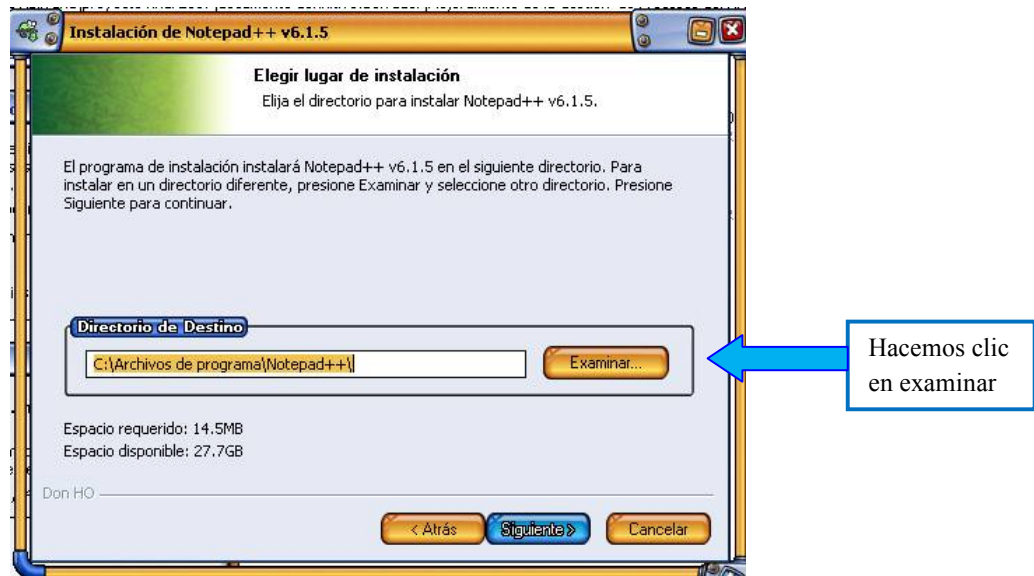 Instalación de Notepad++ v6.1.5
Elegir lugar de instalación
Elija el directorio para instalar Notepad++ v6.1.5.
El programa de instalación instalará Notepad++ v6.1.5 en el siguiente directorio. Para
instalar en un directorio diferente, presione Examinar y seleccione otro directorio. Presione
Siguiente para continuar.
Directorio de Destino
C:\Archivos de programa\Notepad++\
Examinar...
Hacemos clic
en examinar
Espacio requerido: 14.5MB
Espacio disponible: 27.7GB
Don HO
< Atrás
Siguiente >
Cancelar